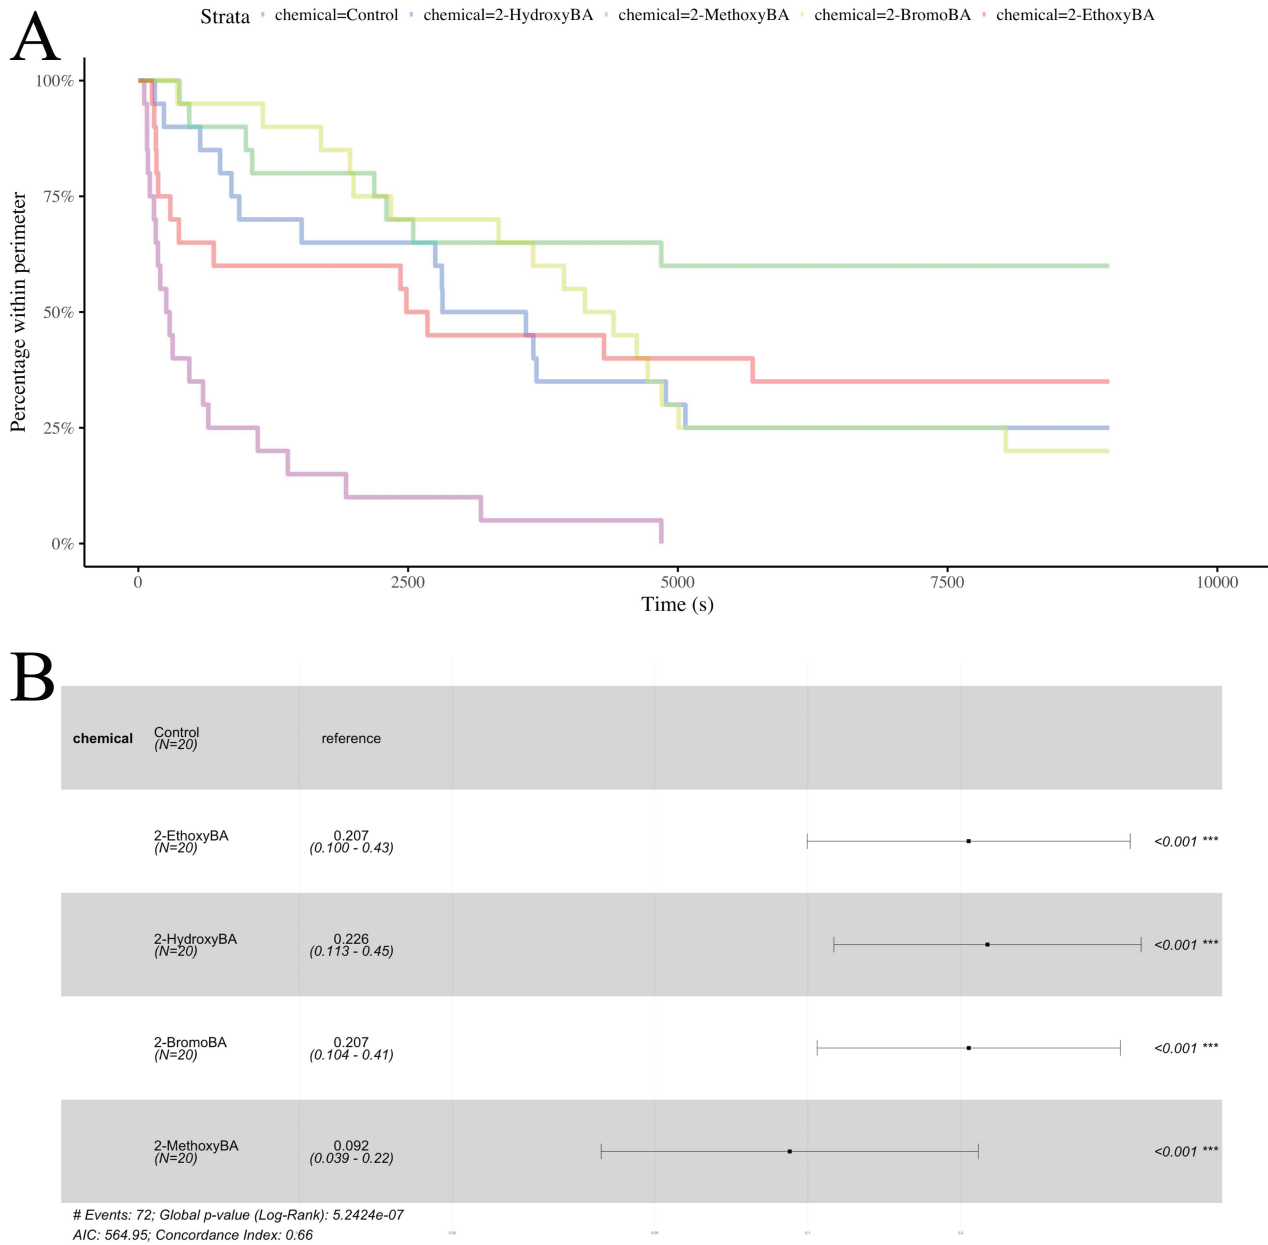 A
Strata chemical=Control chemical=2-HydroxyBA chemical=2-MethoxyBA chemical=2-BromoBA chemical=2-EthoxyBA
Percentage within perimeter
100%
75%
50%
25%
0%
0 2500 5000 7500 10000
Time (s)
B
chemical Control reference
(N=20)
2-EthoxyBA 0.207 <0.001 ***
(N=20) (0.100 - 0.43)
2-HydroxyBA 0.226 <0.001 ***
(N=20) (0.113 - 0.45)
2-BromoBA 0.207 <0.001 ***
(N=20) (0.104 - 0.41)
2-MethoxyBA 0.092 <0.001 ***
(N=20) (0.039 - 0.22)
# Events: 72; Global p-value (Log-Rank): 5.2424e-07
AIC: 564.95; Concordance Index: 0.66